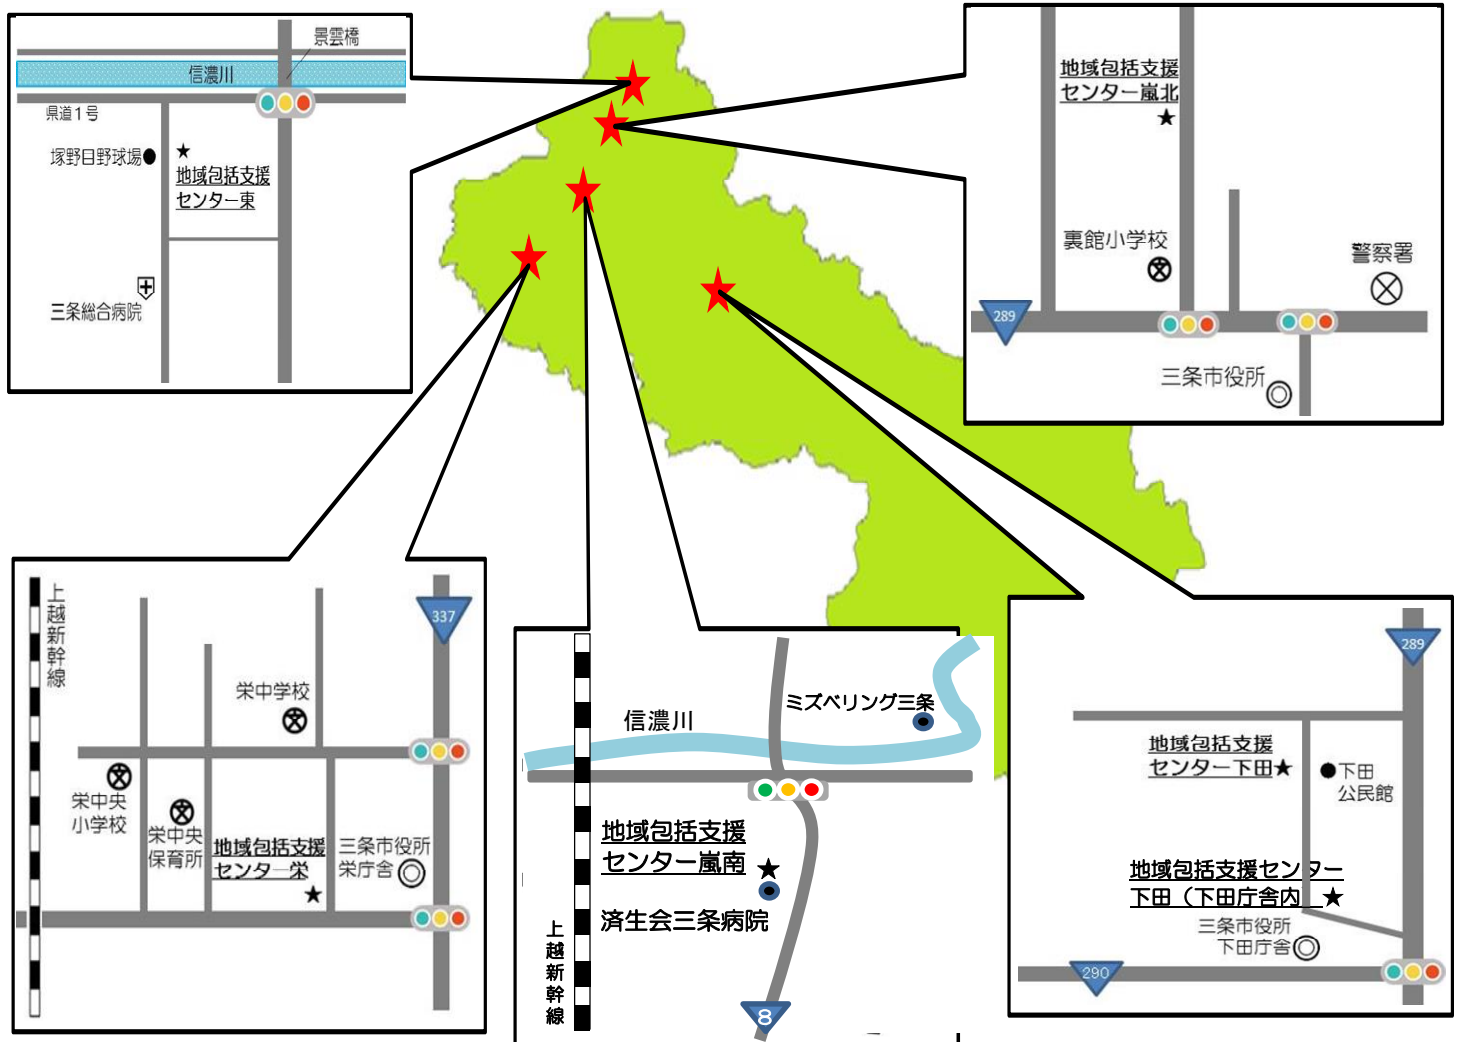 景雲橋
信濃川
県道1号
塚野目野球場
地域包括支援
センター東
三条総合病院
地域包括支援
センター嵐北
裏館小学校
警察署
289
三条市役所
上越新幹線
337
栄中学校
栄中央
小学校
栄中央
保育所
地域包括支援
センター栄
三条市役所
栄庁舎
ミズベリング三条
信濃川
地域包括支援
センター嵐南
済生会三条病院
上越新幹線
8
289
地域包括支援
センター下田
下田
公民館
地域包括支援センター
下田（下田庁舎内
三条市役所
下田庁舎
290